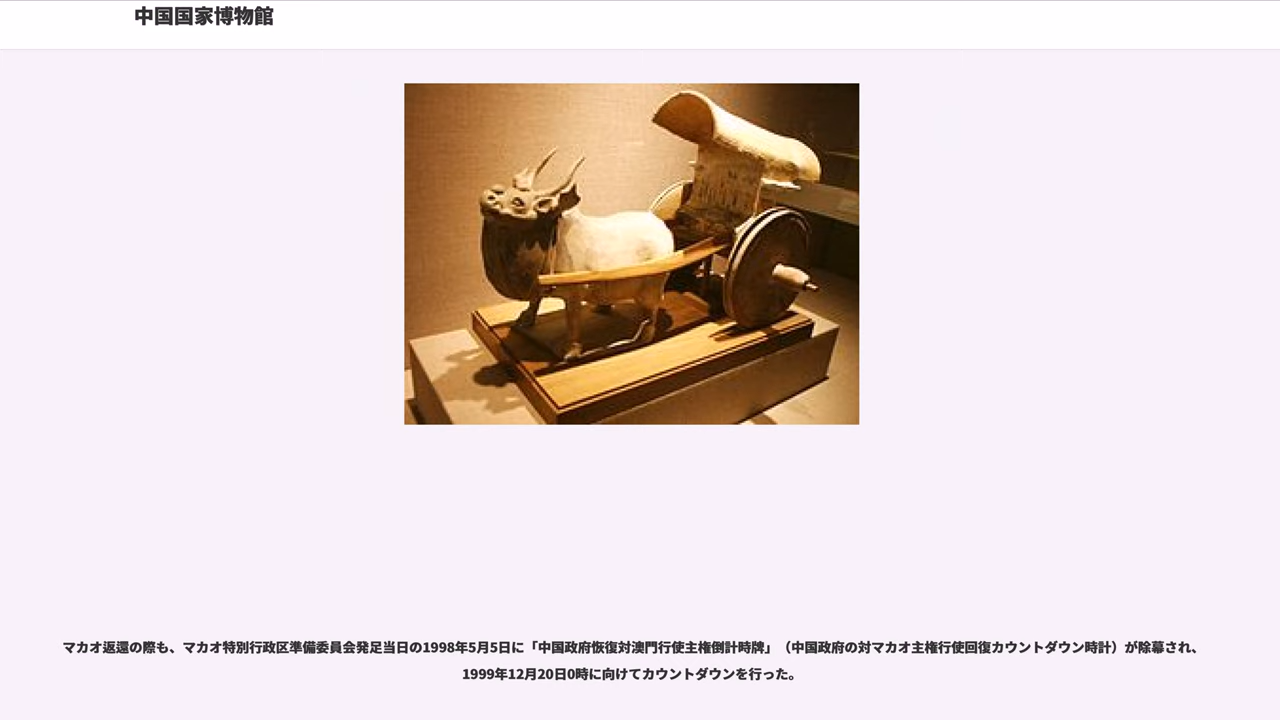 中国国家博物館
マカオ返還の際も、マカオ特別行政区準備委員会発足当日の1998年5月5日に「中国政府恢復対澳門行使主権倒計時牌」（中国政府の対マカオ主権行使回復カウントダウン時計）が除幕され、
1999年12月20日0時に向けてカウントダウンを行った。